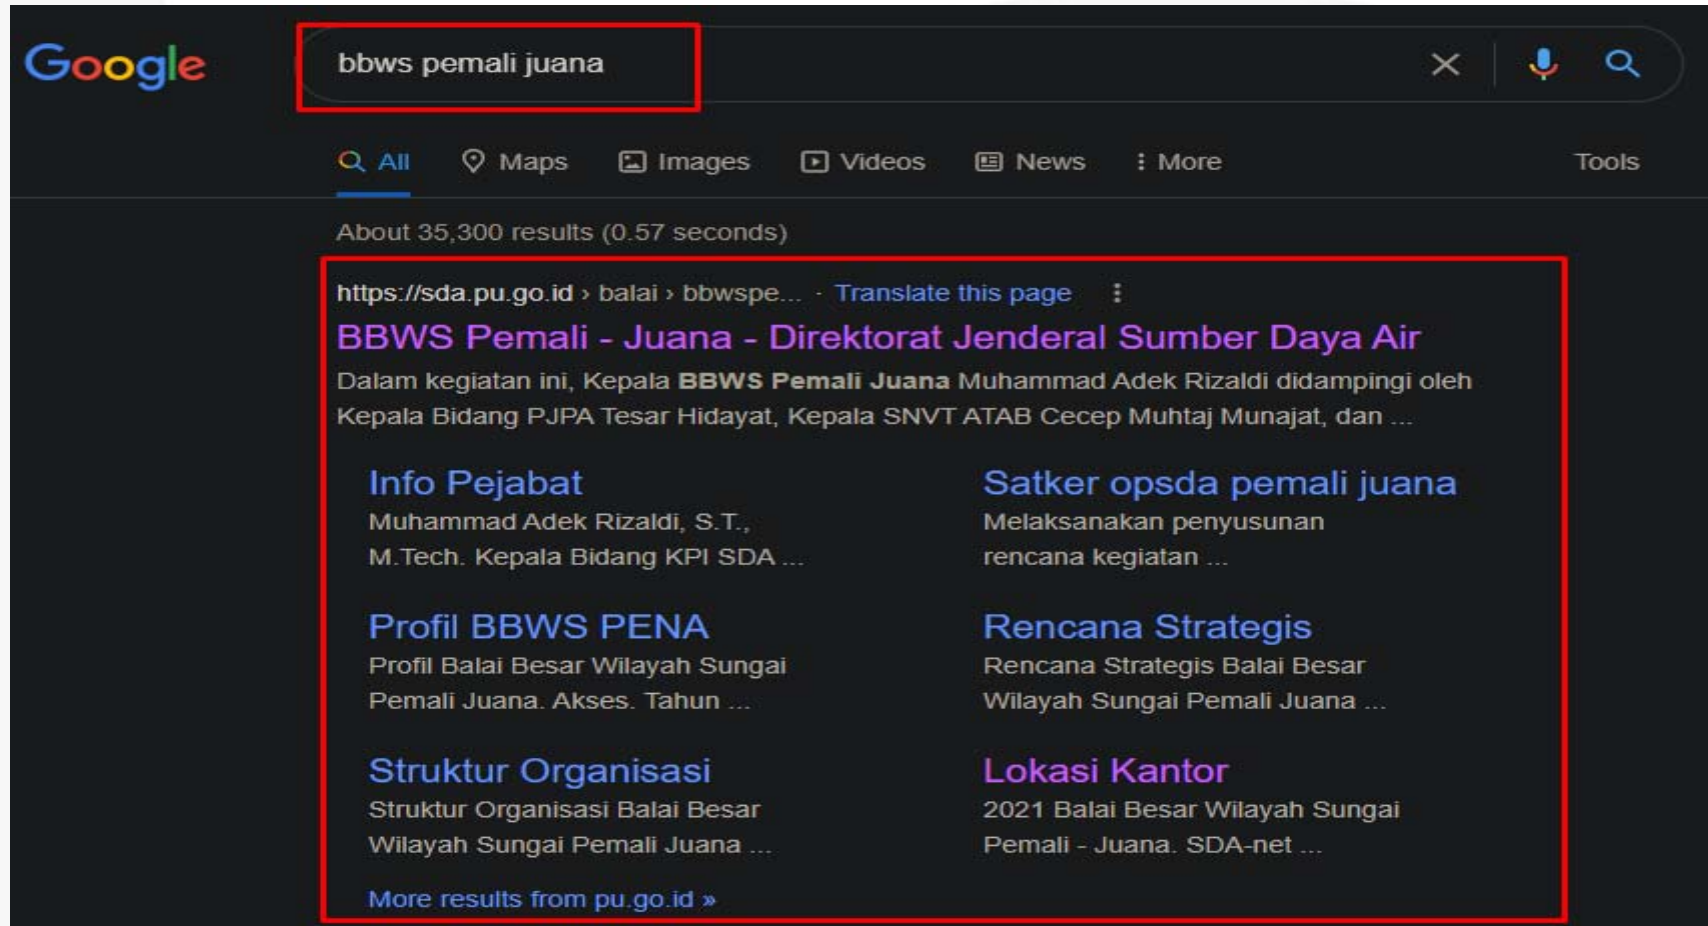 Google
bbws pemali juana
All Maps Images Videos News More Tools
About 35,300 results (0.57 seconds)
https://sda.pu.go.id › balai › bbwspe... · Translate this page
BBWS Pemali - Juana - Direktorat Jenderal Sumber Daya Air
Dalam kegiatan ini, Kepala BBWS Pemali Juana Muhammad Adek Rizaldi didampingi oleh
Kepala Bidang PJPA Tesar Hidayat, Kepala SNVT ATAB Cecep Muhtaj Munajat, dan ...
Info Pejabat
Muhammad Adek Rizaldi, S.T.,
M.Tech. Kepala Bidang KPI SDA ...
Satker opsda pemali juana
Melaksanakan penyusunan
rencana kegiatan ...
Profil BBWS PENA
Profil Balai Besar Wilayah Sungai
Pemali Juana. Akses. Tahun ...
Rencana Strategis
Rencana Strategis Balai Besar
Wilayah Sungai Pemali Juana ...
Struktur Organisasi
Struktur Organisasi Balai Besar
Wilayah Sungai Pemali Juana ...
Lokasi Kantor
2021 Balai Besar Wilayah Sungai
Pemali - Juana. SDA-net ...
More results from pu.go.id »